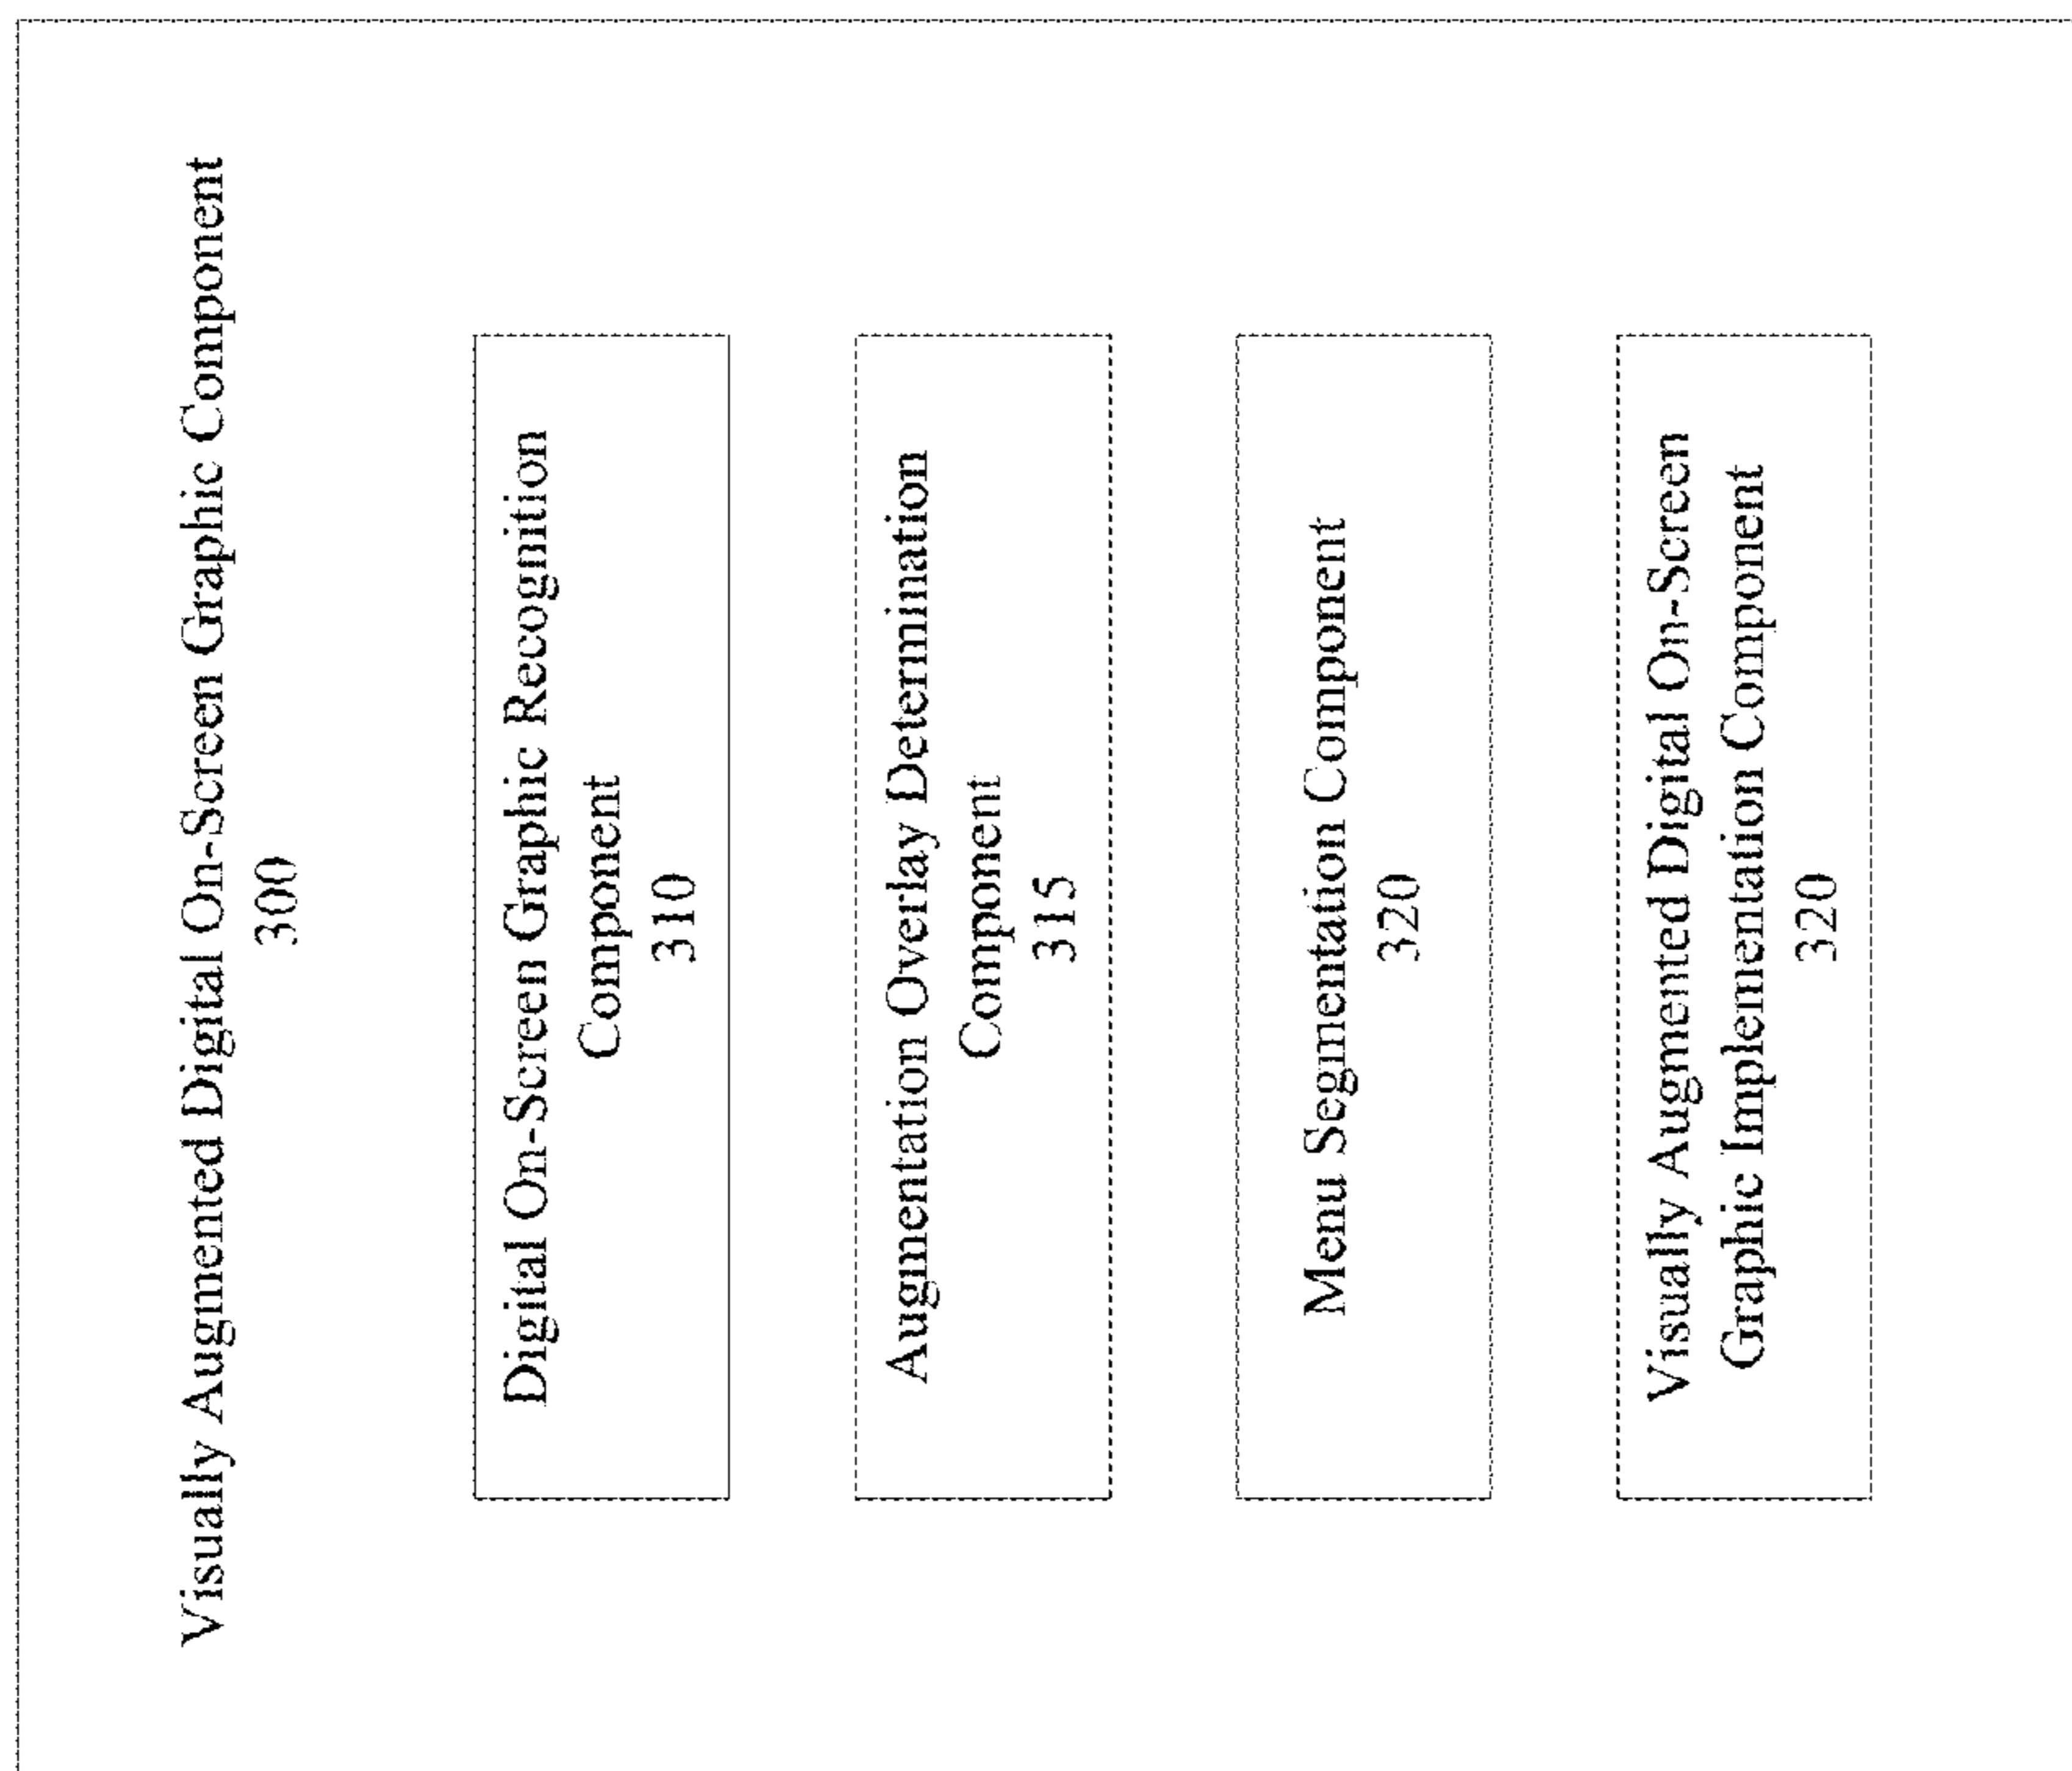 Visually Augmented Digital On-Screen Graphic Component
300
Digital On-Screen Graphic Recognition
Component
310
Augmentation Overlay Determination
Component
315
Menu Segmentation Component
320
Visually Augmented Digital On-Screen
Graphic Implementation Component
320